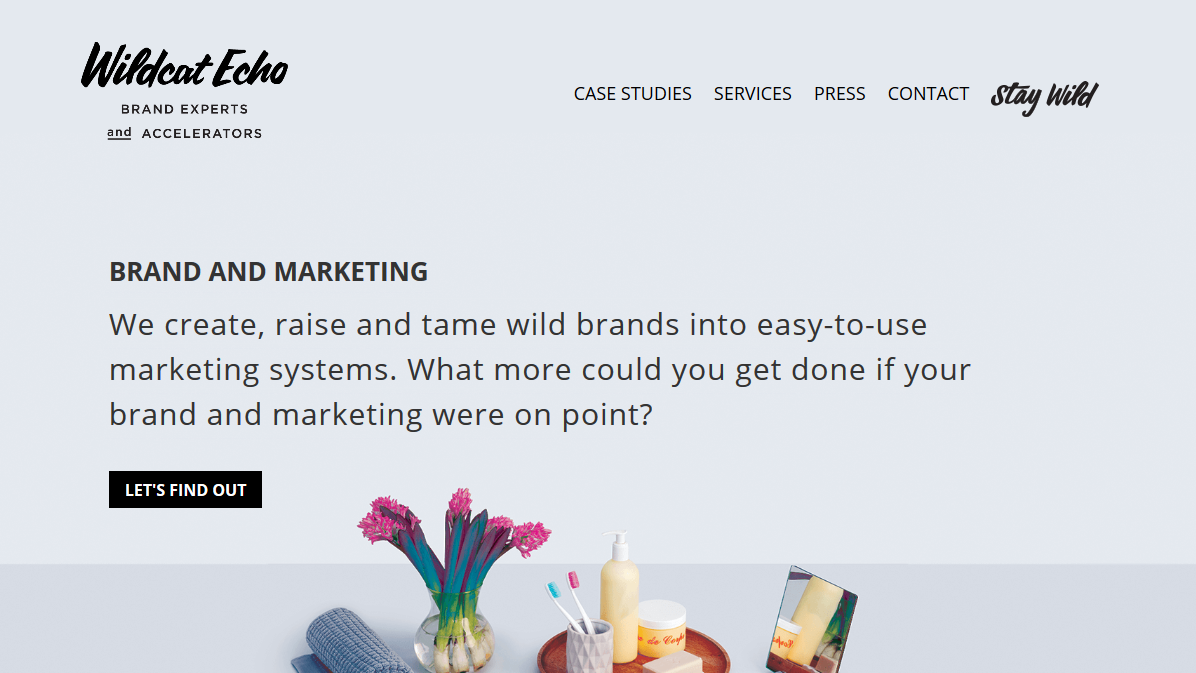 Wildcat Echo
BRAND EXPERTS
and ACCELERATORS
CASE STUDIES SERVICES PRESS CONTACT Stay Wild
BRAND AND MARKETING
We create, raise and tame wild brands into easy-to-use
marketing systems. What more could you get done if your
brand and marketing were on point?
LET'S FIND OUT
de Corps